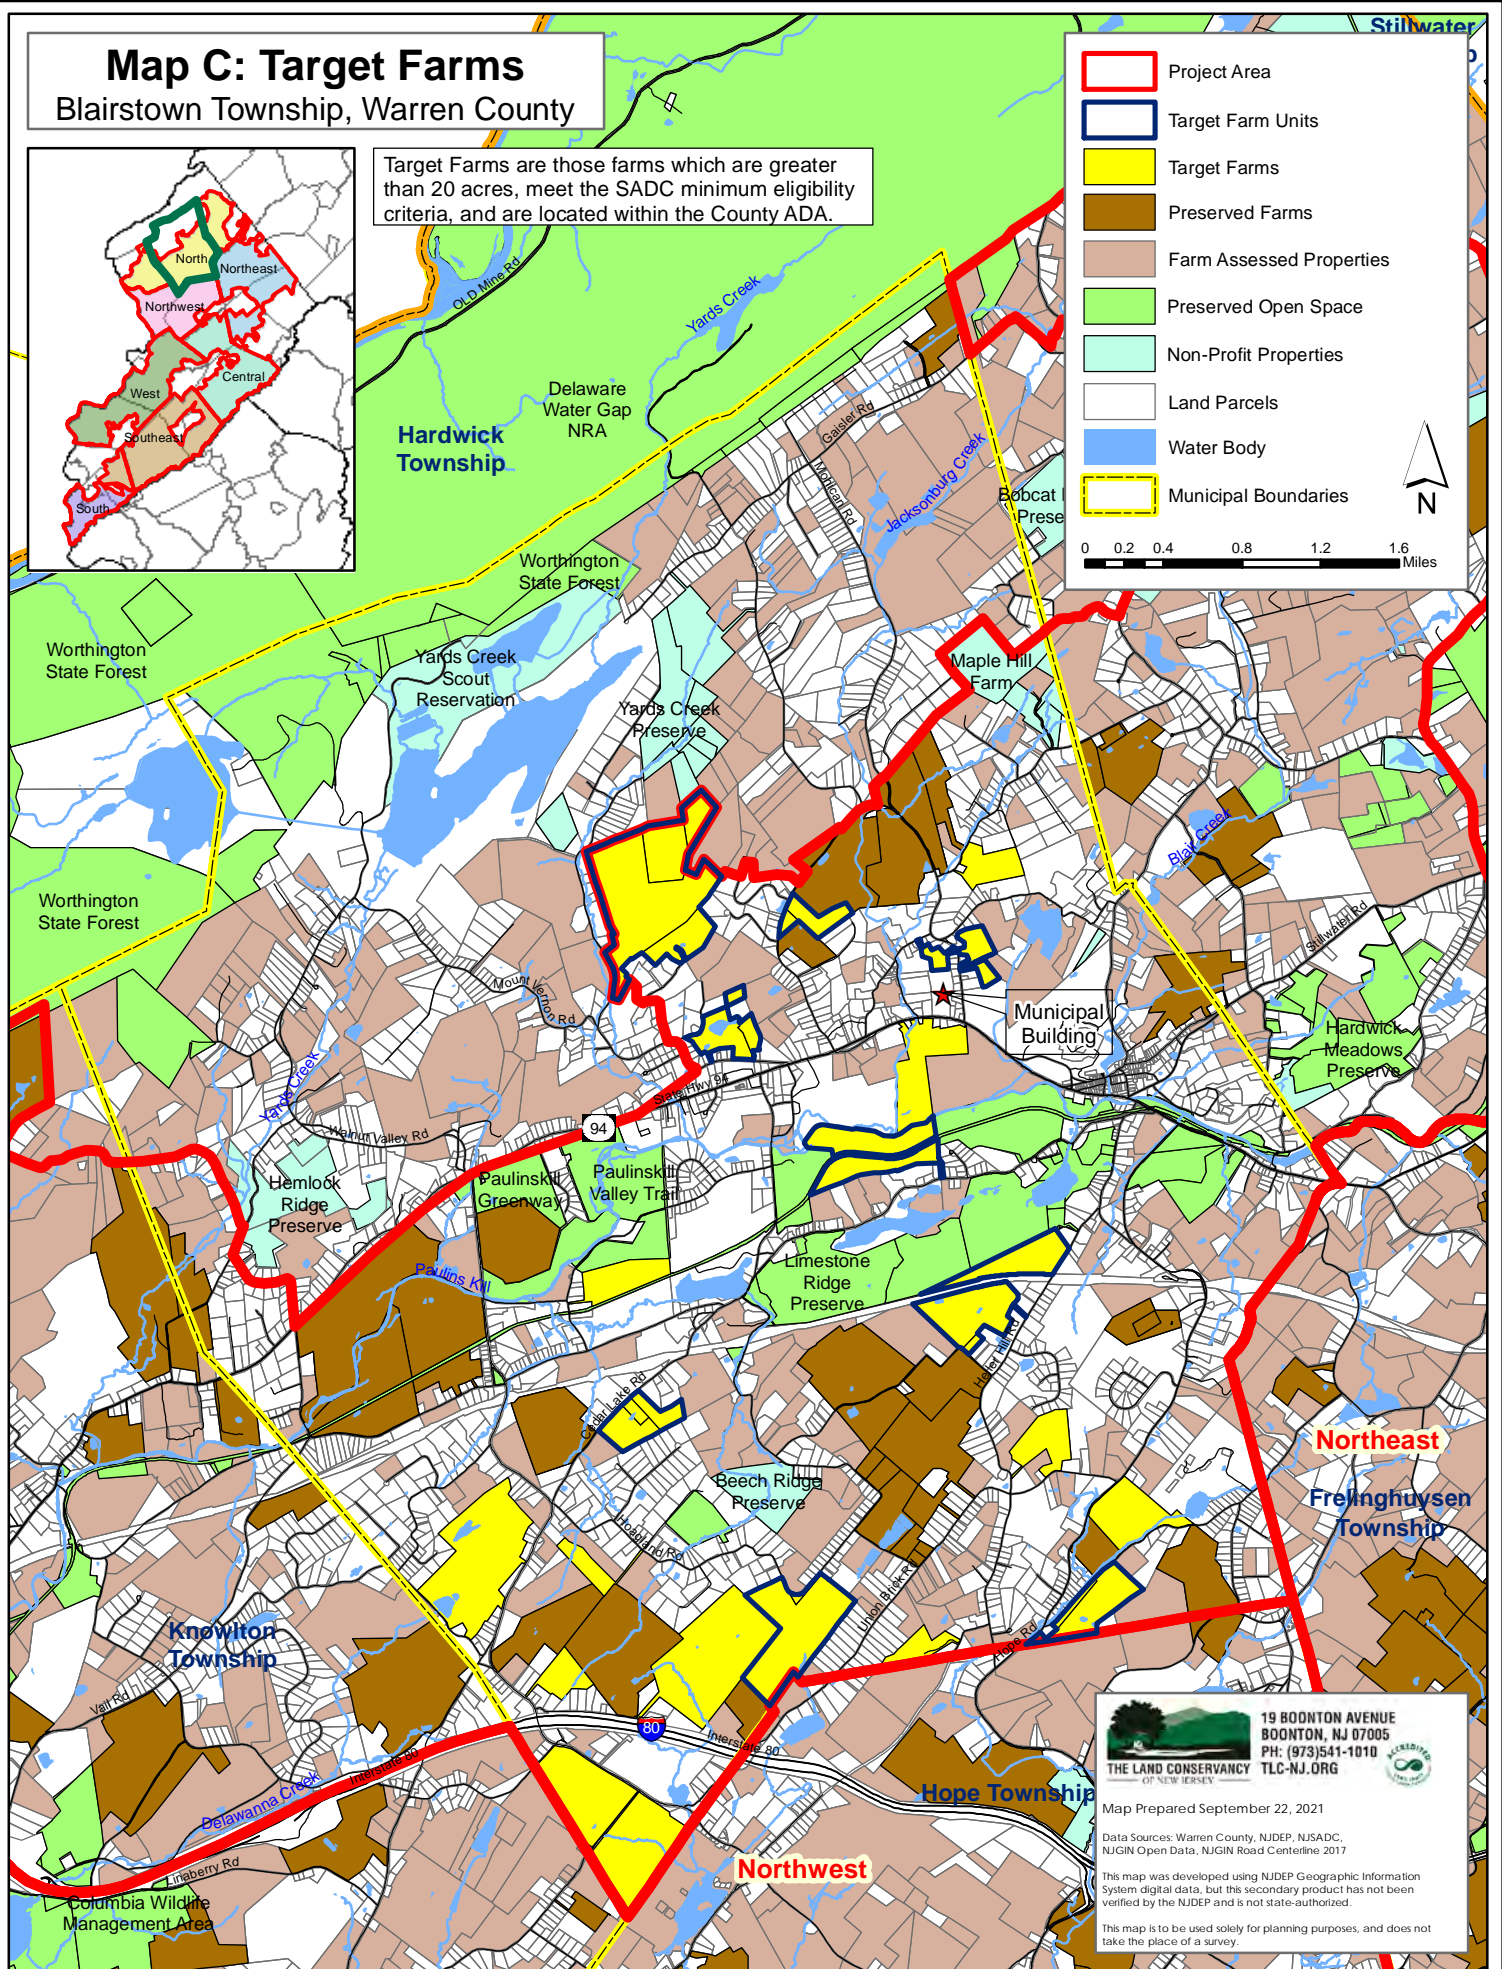 Map C: Target Farms
Blairstown Township, Warren County
Target Farms are those farms which are greater
than 20 acres, meet the SADC minimum eligibility
criteria, and are located within the County ADA.
North
Northeast
Northwest
Central
West
Southeast
South
Stillwater
Project Area
Target Farm Units
Target Farms
Preserved Farms
Farm Assessed Properties
Preserved Open Space
Non-Profit Properties
Land Parcels
Water Body
Municipal Boundaries
N
0 0.2 0.4 0.8 1.2 1.6
Miles
OLD Mine Rd
Yards Creek
Delaware
Water Gap
NRA
Hardwick
Township
Gaisler Rd
Mohican Rd
Jacksonburg Creek
Bobcat
Prese
Worthington
State Forest
Worthington
State Forest
Yards Creek
Scout
Reservation
Maple Hill
Farm
Yards Creek
Preserve
Blair Creek
Worthington
State Forest
Stillwater Rd
Mount Vernon Rd
Municipal
Building
Hardwick
Meadows
Preserve
Yards Creek
State Hwy 94
94
Walnut Valley Rd
Hemlock
Ridge
Preserve
Paulinskill
Greenway
Paulinskill
Valley Trail
Paulins Kill
Limestone
Ridge
Preserve
Heller Hill Rd
Cedar Lake Rd
Northeast
Beech Ridge
Preserve
Frelinghuysen
Township
Hoagland Rd
Union Brick Rd
Knowlton
Township
Hope Rd
Vail Rd
80
Interstate 80
Interstate 80
Delawanna Creek
Hope Township
Linaberry Rd
Northwest
Columbia Wildlife
Management Area
THE LAND CONSERVANCY
OF NEW JERSEY
19 BOONTON AVENUE
BOONTON, NJ 07005
PH: (973)541-1010
TLC-NJ.ORG
ACCREDITED
Map Prepared September 22, 2021
Data Sources: Warren County, NJDEP, NJSADC,
NJGIN Open Data, NJGIN Road Centerline 2017
This map was developed using NJDEP Geographic Information
System digital data, but this secondary product has not been
verified by the NJDEP and is not state-authorized.
This map is to be used solely for planning purposes, and does not
take the place of a survey.